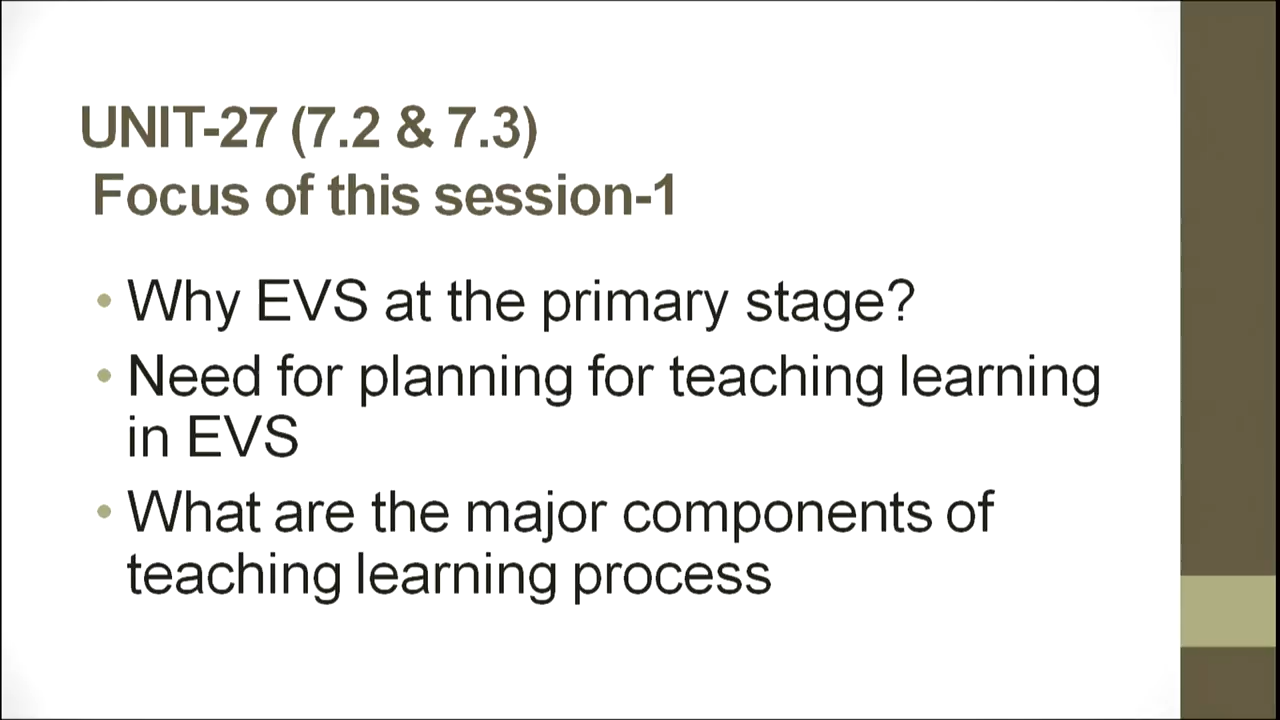 UNIT-27 (7.2 & 7.3)
Focus of this session-1
• Why EVS at the primary stage?
• Need for planning for teaching learning
in EVS
• What are the major components of
teaching learning process